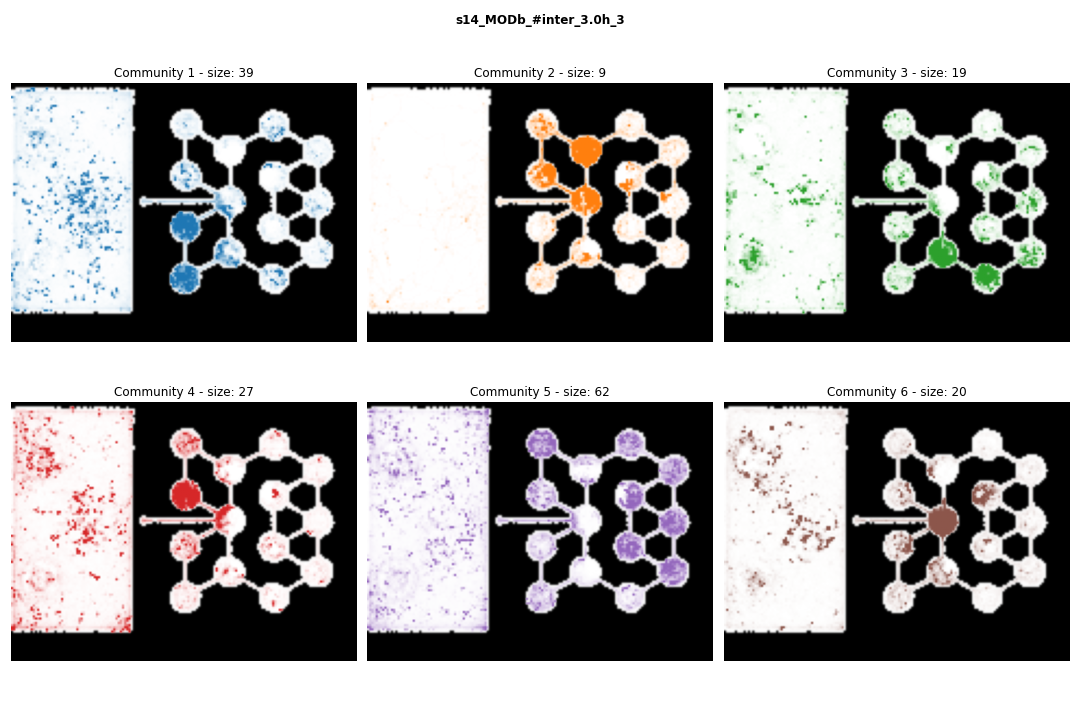 s14_MODb_#inter_3.0h_3
Community 1 - size: 39
Community 2 - size: 9
Community 3 - size: 19
Community 4 - size: 27
Community 5 - size: 62
Community 6 - size: 20